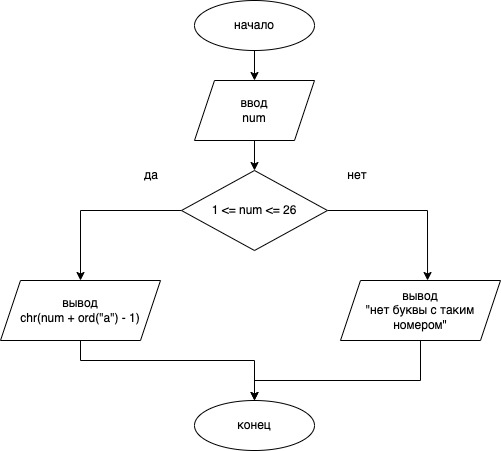 начало
ввод
num
да
нет
1 <= num <= 26
вывод
chr(num + ord("a") - 1)
вывод
"нет буквы с таким
номером"
конец